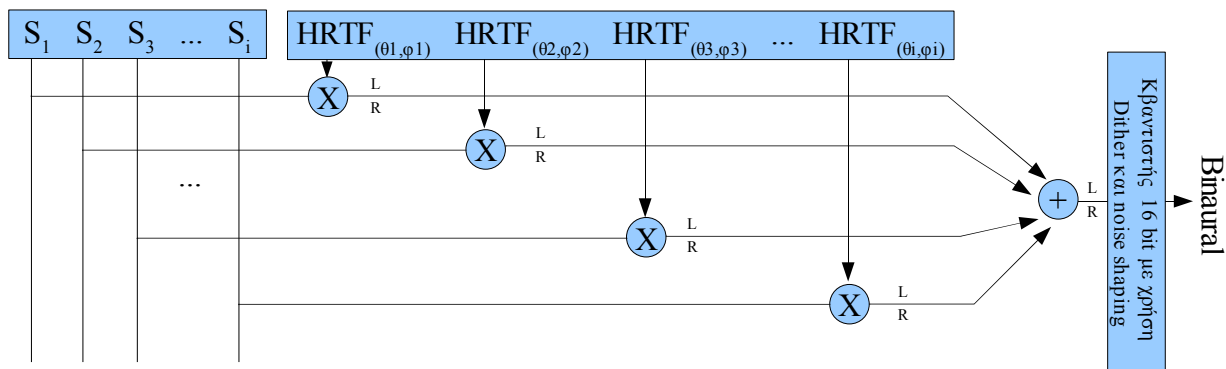 S1 S2 S3 ... Si
HRTF(θ1,φ1) HRTF(θ2,φ2) HRTF(θ3,φ3) ... HRTF(θi,φi)
X
L
R
X
L
R
...
X
L
R
X
L
R
+
L
R
Κβαντιστής 16 bit με χρήση
Dither και noise shaping
Binaural